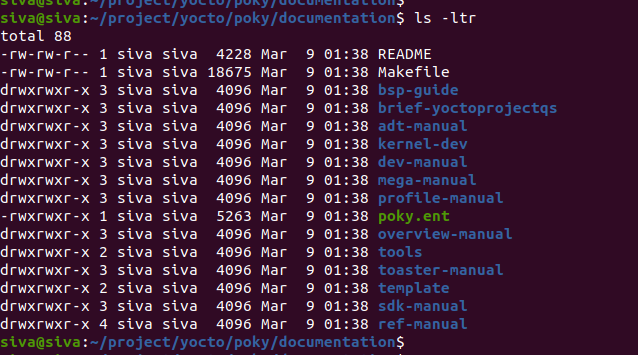 siva@siva:~/project/yocto/poky/documentation$
siva@siva:~/project/yocto/poky/documentation$ ls -ltr
total 88
-rw-rw-r-- 1 siva siva  4228 Mar  9 01:38 README
-rw-rw-r-- 1 siva siva 18675 Mar  9 01:38 Makefile
drwxrwxr-x 3 siva siva  4096 Mar  9 01:38 bsp-guide
drwxrwxr-x 3 siva siva  4096 Mar  9 01:38 brief-yoctoprojectqs
drwxrwxr-x 3 siva siva  4096 Mar  9 01:38 adt-manual
drwxrwxr-x 3 siva siva  4096 Mar  9 01:38 kernel-dev
drwxrwxr-x 3 siva siva  4096 Mar  9 01:38 dev-manual
drwxrwxr-x 3 siva siva  4096 Mar  9 01:38 mega-manual
drwxrwxr-x 3 siva siva  4096 Mar  9 01:38 profile-manual
-rwxrwxr-x 1 siva siva  5263 Mar  9 01:38 poky.ent
drwxrwxr-x 3 siva siva  4096 Mar  9 01:38 overview-manual
drwxrwxr-x 2 siva siva  4096 Mar  9 01:38 tools
drwxrwxr-x 3 siva siva  4096 Mar  9 01:38 toaster-manual
drwxrwxr-x 2 siva siva  4096 Mar  9 01:38 template
drwxrwxr-x 3 siva siva  4096 Mar  9 01:38 sdk-manual
drwxrwxr-x 4 siva siva  4096 Mar  9 01:38 ref-manual
siva@siva:~/project/yocto/poky/documentation$